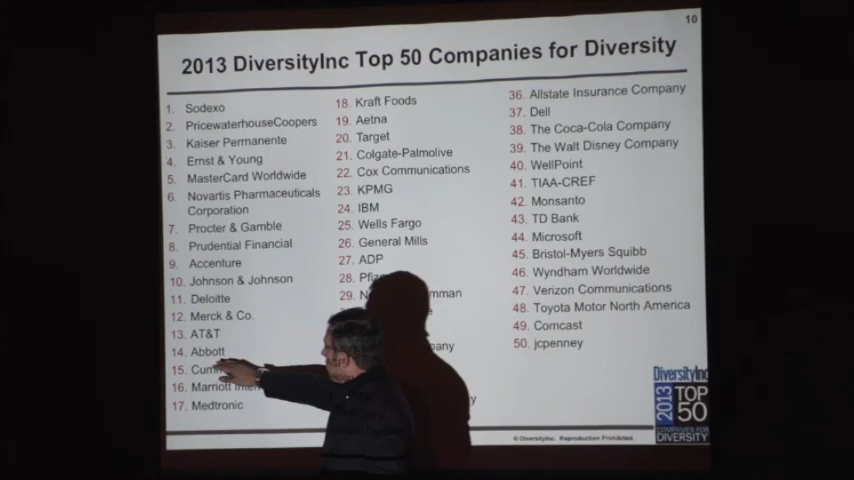 10
2013 DiversityInc Top 50 Companies for Diversity
1. Sodexo
2. PricewaterhouseCoopers
3. Kaiser Permanente
4. Ernst & Young
5. MasterCard Worldwide
6. Novartis Pharmaceuticals
Corporation
7. Procter & Gamble
8. Prudential Financial
9. Accenture
10. Johnson & Johnson
11. Deloitte
12. Merck & Co.
13. AT&T
14. Abbott
15.
16. Marriott
17. Medtronic
18. Kraft Foods
19. Aetna
20. Target
21. Colgate-Palmolive
22. Cox Communications
23. KPMG
24. IBM
25. Wells Fargo
26. General Mills
27. ADP
28.
29.
36. Allstate Insurance Company
37. Dell
38. The Coca-Cola Company
39. The Walt Disney Company
40. WellPoint
41. TIAA-CREF
42. Monsanto
43. TD Bank
44. Microsoft
45. Bristol-Myers Squibb
46. Wyndham Worldwide
47. Verizon Communications
48. Toyota Motor North America
49. Comcast
50. jcpenney
DiversityInc
2013 TOP 50
COMPANIES FOR
DIVERSITY
© DiversityInc. Reproduction Prohibited.